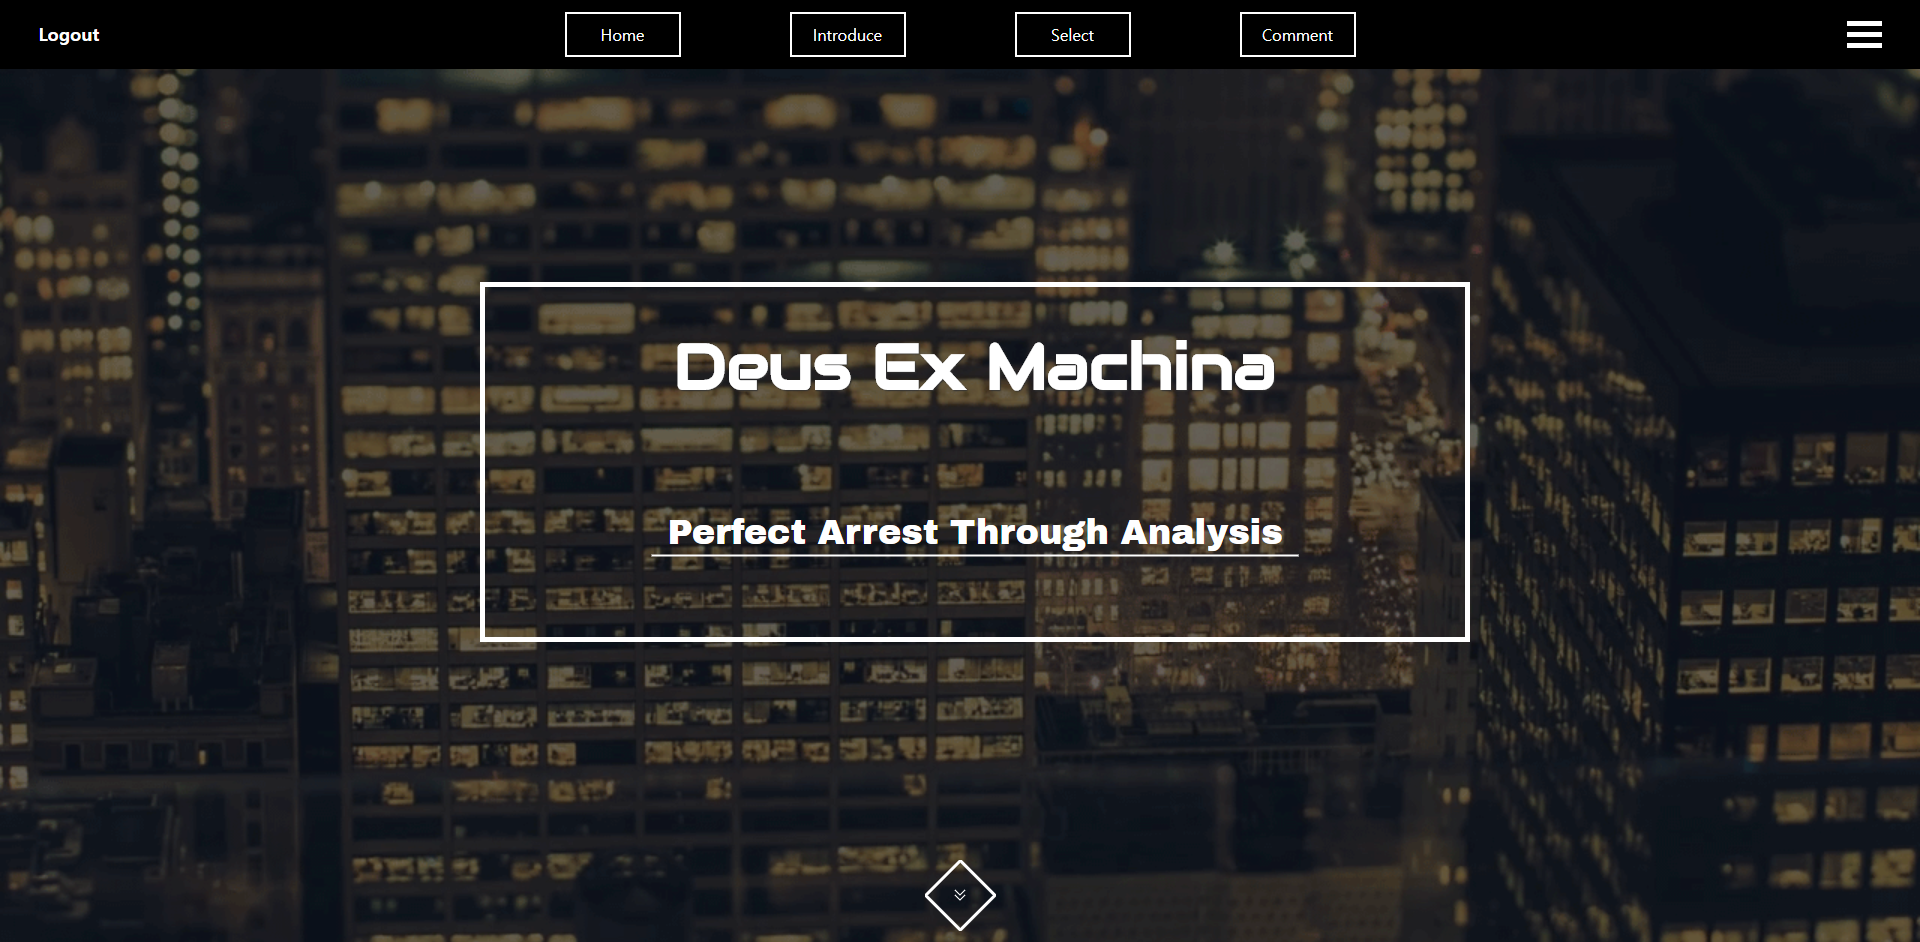 Logout
Home
Introduce
Select
Comment
Deus Ex Machina
Perfect Arrest Through Analysis